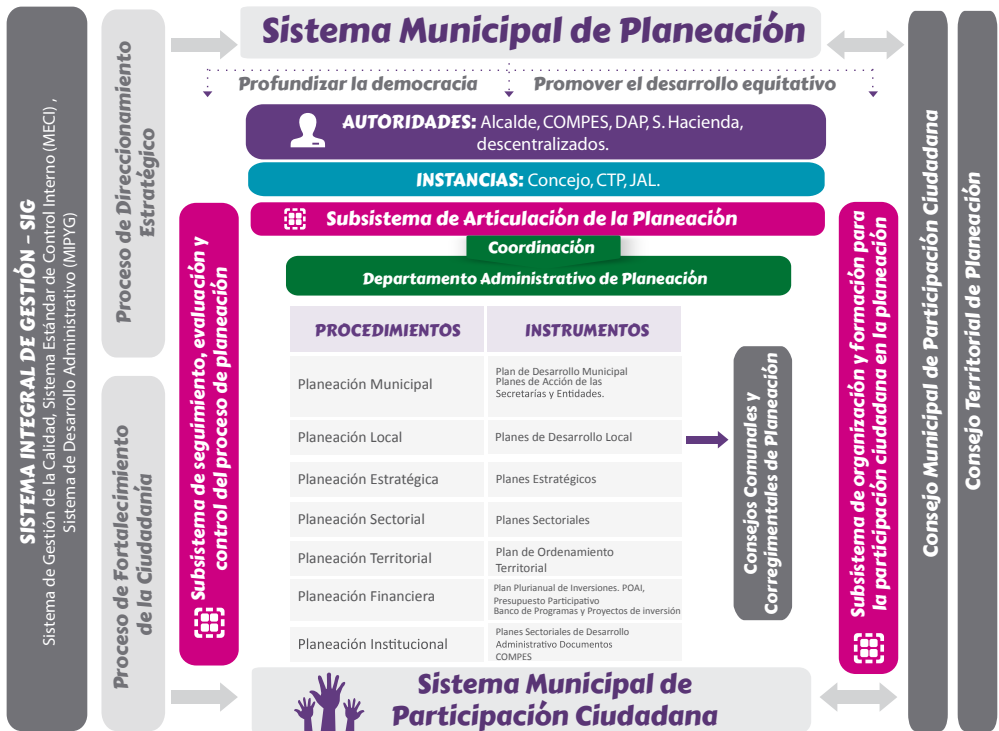 SISTEMA INTEGRAL DE GESTIÓN - SIG
Sistema de Gestión de la Calidad, Sistema Estándar de Control Interno (MECI) ,
Sistema de Desarollo Administrativo (MIPYG)
Proceso de Direccionamiento
Estratégico
Proceso de Fortalecimiento
de la Ciudadanía
Sistema Municipal de Planeación
Profundizar la democracia
Promover el desarrollo equitativo
AUTORIDADES: Alcalde, COMPES, DAP, S. Hacienda,
descentralizados.
INSTANCIAS: Concejo, CTP, JAL.
Subsistema de Articulación de la Planeación
Coordinación
Departamento Administrativo de Planeación
Subsistema de seguimiento, evaluación y
control del proceso de planeación
PROCEDIMIENTOS
INSTRUMENTOS
Planeación Municipal
Plan de Desarrollo Municipal
Planes de Acción de las
Secretarías y Entidades.
Planeación Local
Planes de Desarrollo Local
Planeación Estratégica
Planes Estratégicos
Planeación Sectorial
Planes Sectoriales
Planeación Territorial
Plan de Ordenamiento
Territorial
Planeación Financiera
Plan Plurianual de Inversiones. POAI,
Presupuesto Participativo
Banco de Programas y Proyectos de inversión
Planeación Institucional
Planes Sectoriales de Desarrollo
Administrativo Documentos
COMPES
Consejos Comunales y
Corregimentales de Planeación
Subsistema de organización y formación para
la participación ciudadana en la planeación
Sistema Municipal de
Participación Ciudadana
Consejo Municipal de Participación Ciudadana
Consejo Territorial de Planeación